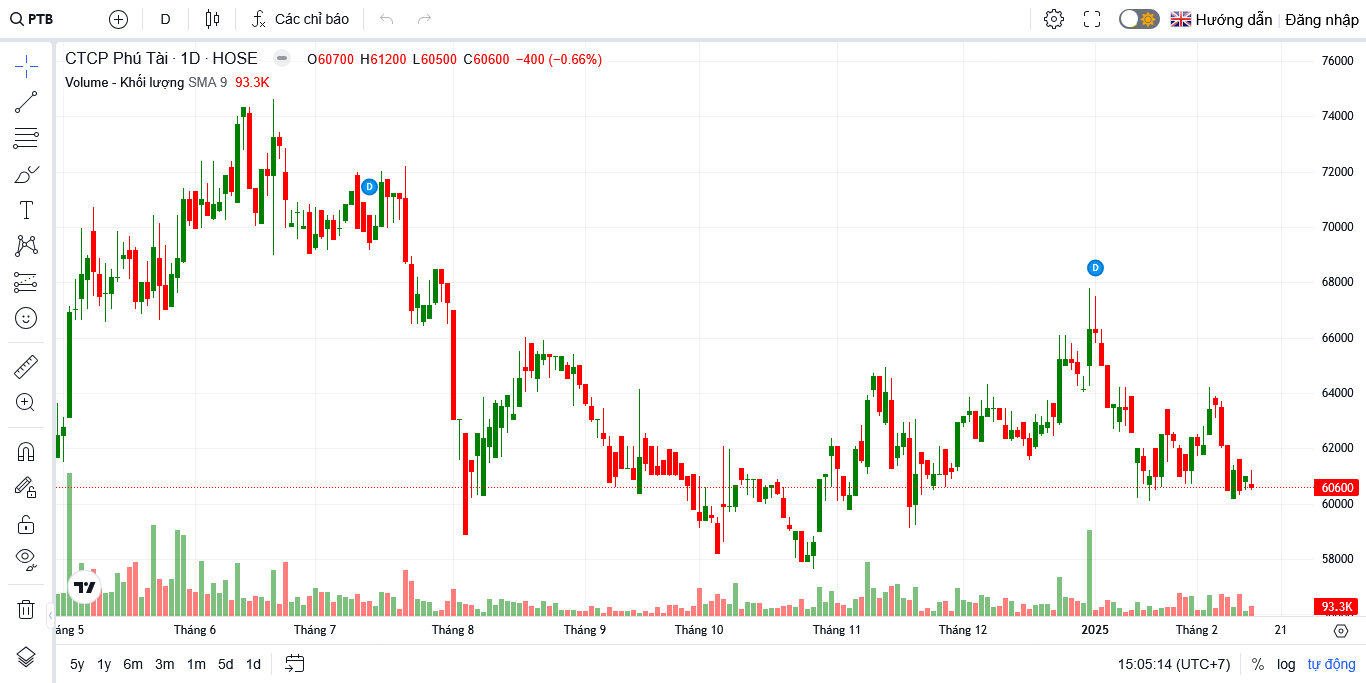 PTB D Các chỉ báo Hướng dẫn Đăng nhập
CTCP Phú Tài · 1D · HOSE O60700 H61200 L60500 C60600 −400 (−0.66%)
Volume - Khối lượng SMA 9 93.3K
76000
74000
72000
70000
68000
66000
64000
62000
60600
60000
58000
93.3K
D
D
áng 5 Tháng 6 Tháng 7 Tháng 8 Tháng 9 Tháng 10 Tháng 11 Tháng 12 2025 Tháng 2 21
5y 1y 6m 3m 1m 5d 1d 15:05:14 (UTC+7) % log tự động